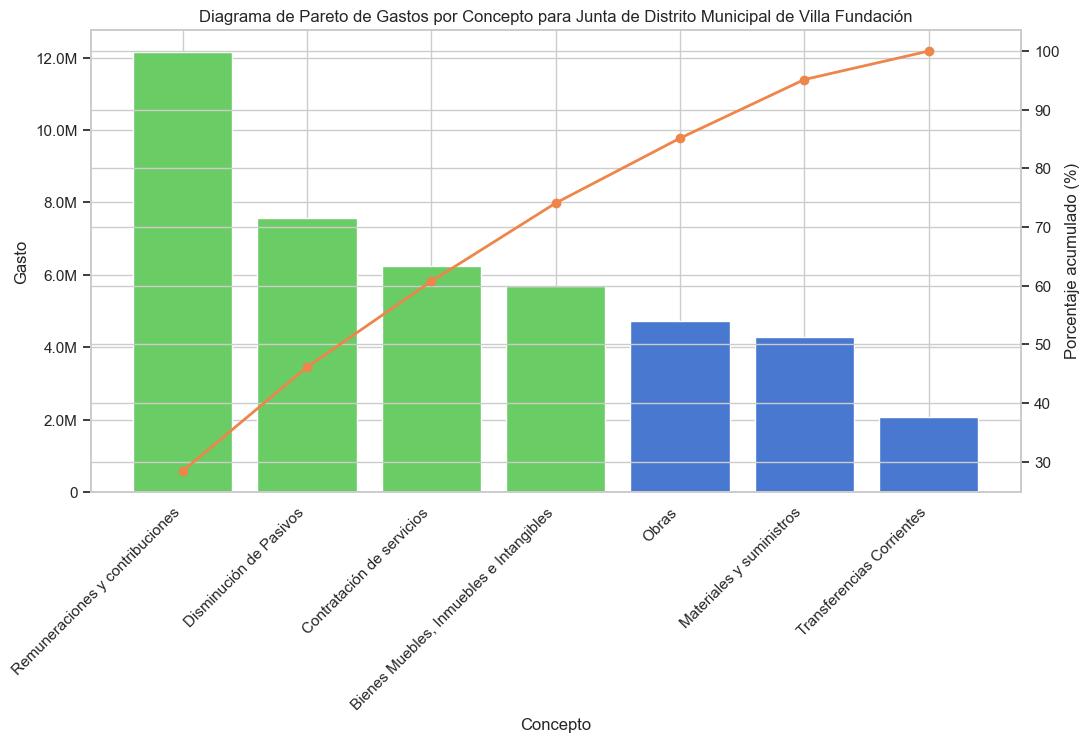 Diagrama de Pareto de Gastos por Concepto para Junta de Distrito Municipal de Villa Fundación
Gasto
12.0M
10.0M
8.0M
6.0M
4.0M
2.0M
0
100
90
80
70
60
50
40
30
Porcentaje acumulado (%)
Remuneraciones y contribuciones
Disminución de Pasivos
Contratación de servicios
Bienes Muebles, Inmuebles e Intangibles
Obras
Materiales y suministros
Transferencias Corrientes
Concepto